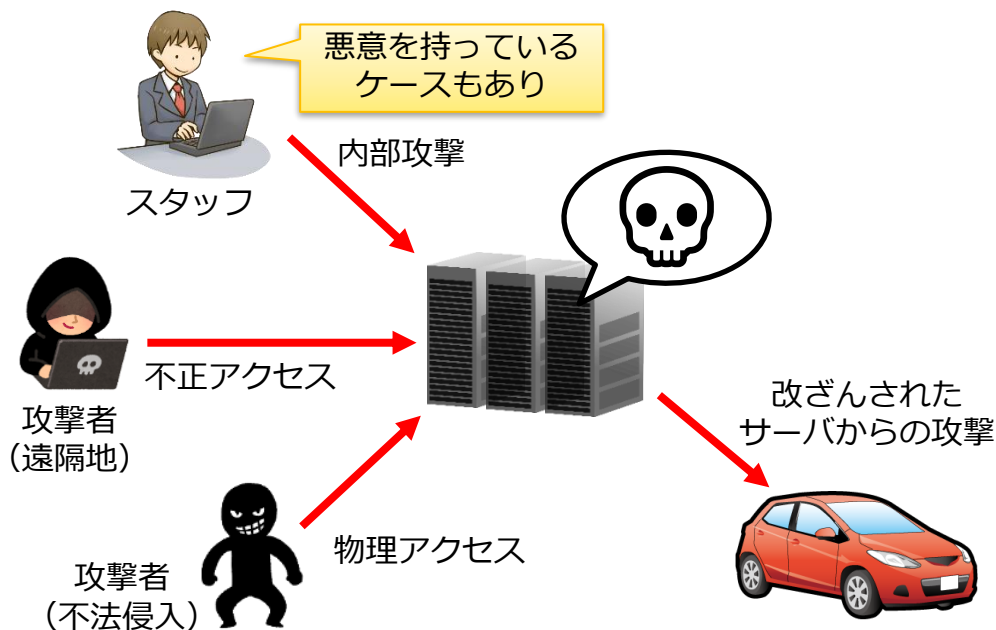 悪意を持っている
ケースもあり
内部攻撃
スタッフ
不正アクセス
攻撃者
（遠隔地）
改ざんされた
サーバからの攻撃
物理アクセス
攻撃者
（不法侵入）